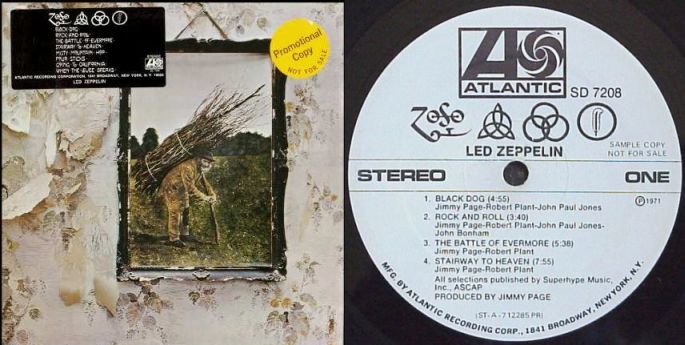 ZoSo
BLACK DOG
ROCK AND ROLL
THE BATTLE OF EVERMORE
STAIRWAY TO HEAVEN
MISTY MOUNTAIN HOP
FOUR STICKS
GOING TO CALIFORNIA
WHEN THE LEVEE BREAKS
ATLANTIC RECORDING CORPORATION, 1841 BROADWAY, NEW YORK, N.Y.
LED ZEPPELIN
Promotional
Copy
NOT FOR SALE
ATLANTIC
SD 7208
ZoSo
SAMPLE COPY
NOT FOR SALE
LED ZEPPELIN
STEREO
ONE
Ⓟ1971
1. BLACK DOG (4:55)
Jimmy Page-Robert Plant-John Paul Jones
2. ROCK AND ROLL (3:40)
Jimmy Page-Robert Plant-John Paul Jones-
John Bonham
3. THE BATTLE OF EVERMORE (5:38)
Jimmy Page-Robert Plant
4. STAIRWAY TO HEAVEN (7:55)
Jimmy Page-Robert Plant
All selections published by Superhype Music,
Inc., ASCAP
PRODUCED BY JIMMY PAGE
(ST-A-712285 PR)
MFG. BY ATLANTIC RECORDING CORP., 1841 BROADWAY, NEW YORK, N.Y.